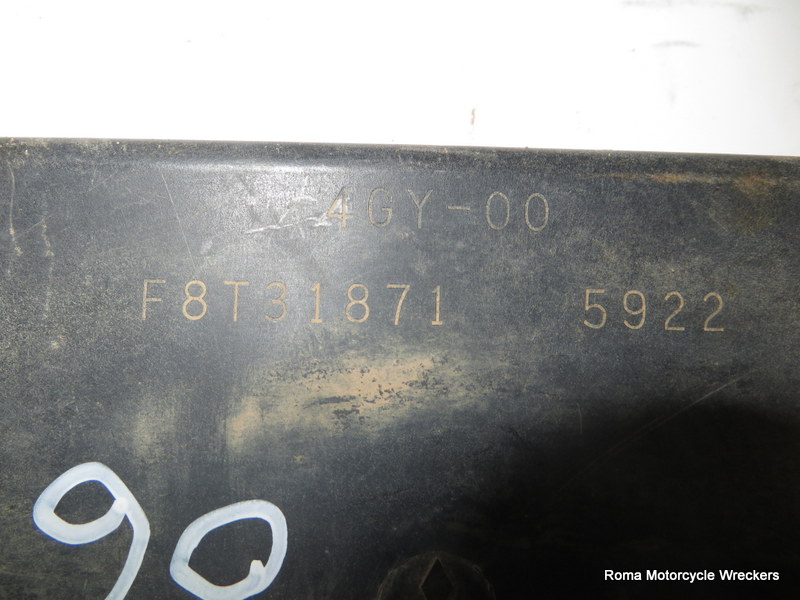 4GY-00
F8T31871 5922
90
Roma Motorcycle Wreckers